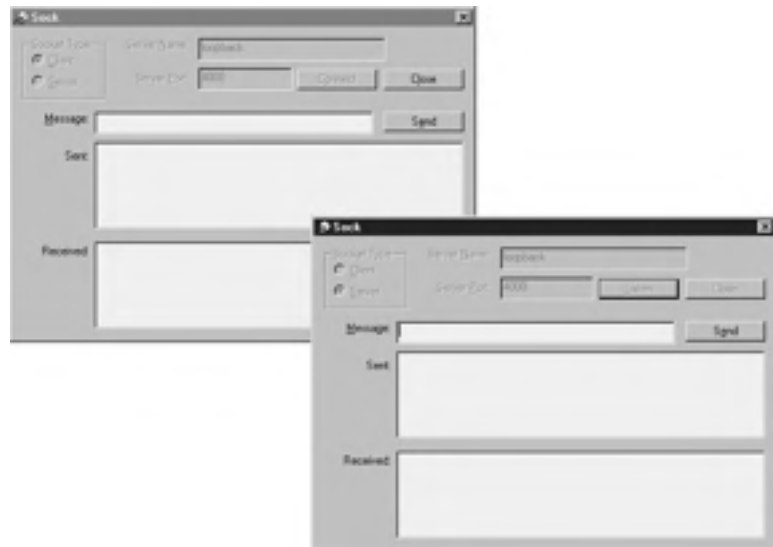 Sock
Socket Type
Client
Server
Server Name:
loopback
Server Port:
4000
Connect
Close
Message:
Send
Sent:
Received:
Sock
Socket Type
Client
Server
Server Name:
loopback
Server Port:
4000
Listen
Close
Message:
Send
Sent:
Received: